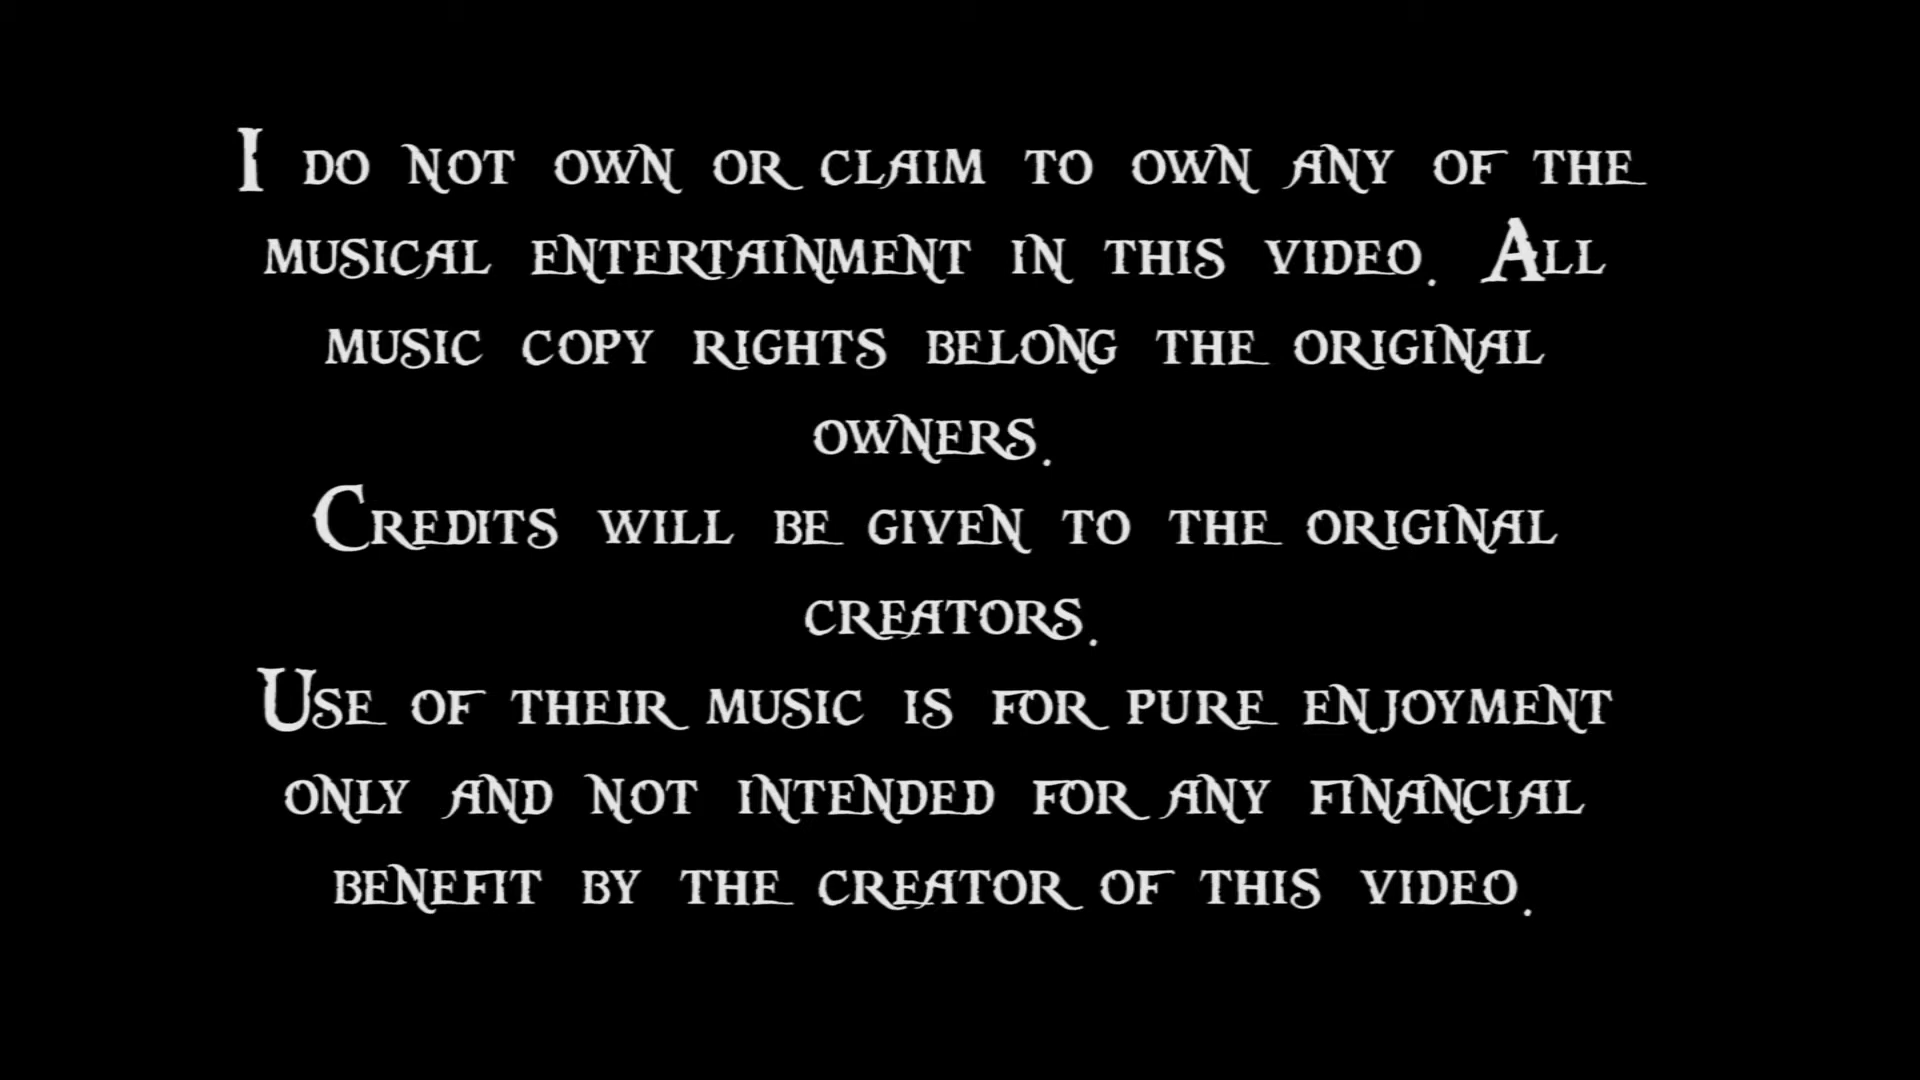 I do not own or claim to own any of the
musical entertainment in this video. All
music copy rights belong the original
owners.
Credits will be given to the original
creators.
Use of their music is for pure enjoyment
only and not intended for any financial
benefit by the creator of this video.